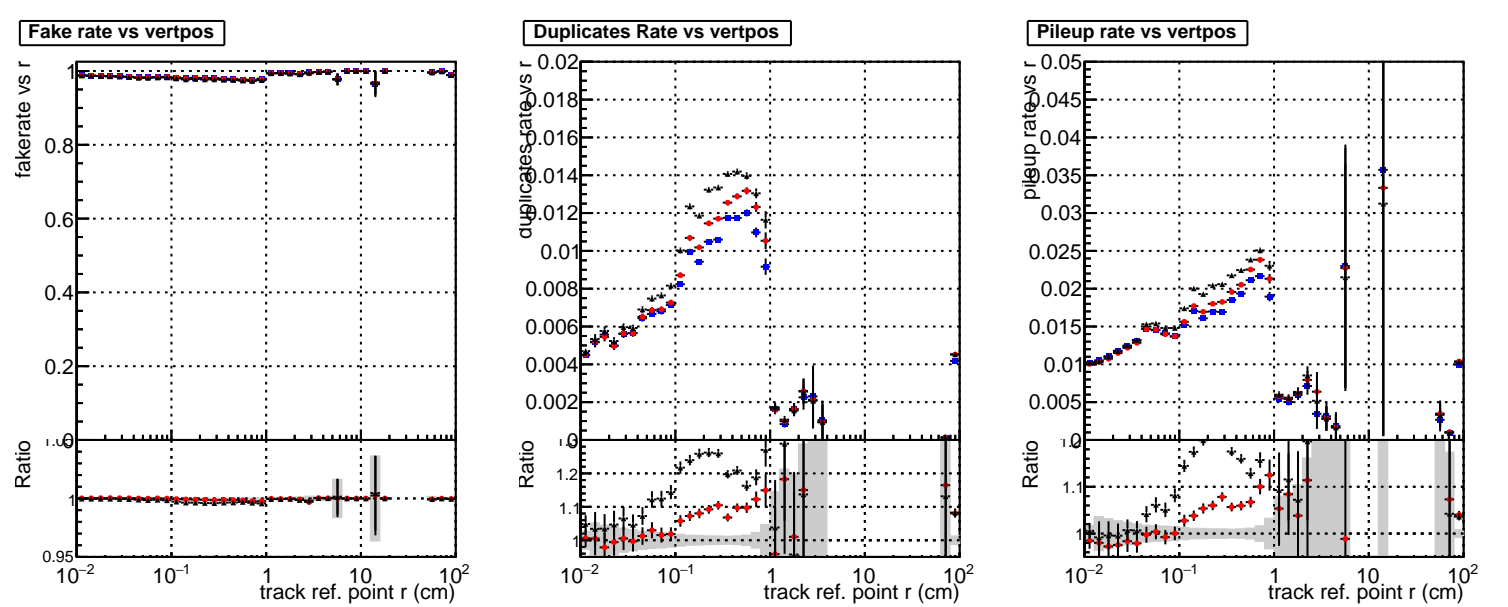 Fake rate vs vertpos
fakerate vs r
1
0.8
0.6
0.4
0.2
0
Ratio
1
0.95
10−2 10−1 1 10 102
track ref. point r (cm)
Duplicates Rate vs vertpos
duplicates rate vs r
0.02
0.018
0.016
0.014
0.012
0.01
0.008
0.006
0.004
0.002
0
Ratio
1.2
1.1
1
10−2 10−1 1 10 102
track ref. point r (cm)
Pileup rate vs vertpos
pileup rate vs r
0.05
0.045
0.04
0.035
0.03
0.025
0.02
0.015
0.01
0.005
0
Ratio
1.1
1
10−2 10−1 1 10 102
track ref. point r (cm)